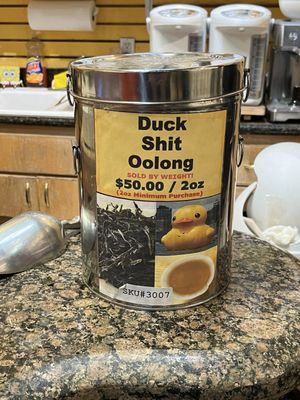 Duck
Shit
Oolong
SOLD BY WEIGHT!
$50.00 / 2oz
(2oz Minimum Purchase)
SKU#3007